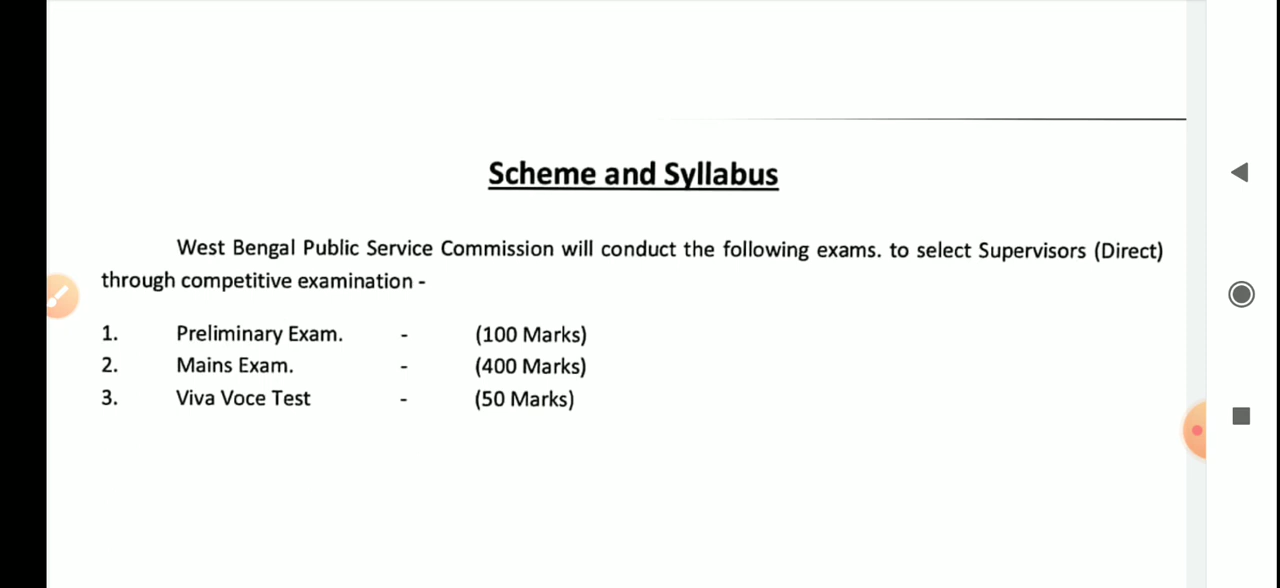 Scheme and Syllabus
West Bengal Public Service Commission will conduct the following exams. to select Supervisors (Direct)
through competitive examination -
1. Preliminary Exam. - (100 Marks)
2. Mains Exam. - (400 Marks)
3. Viva Voce Test - (50 Marks)